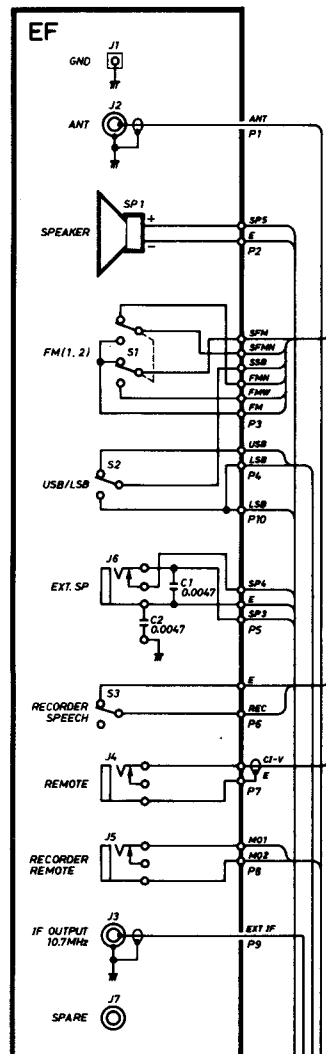 EF
J1
GND
J2
ANT
ANT
P1
SP1
+
-
SPEAKER
SP5
E
P2
FM(1, 2)
S1
SFM
SFMN
SSB
FMN
FMW
FM
P3
USB
LSB
P4
S2
USB/LSB
LSB
P10
J6
EXT. SP
C1
0.0047
C2
0.0047
SP4
E
SP3
P5
S3
RECORDER
SPEECH
E
REC
P6
J4
REMOTE
CI-V
E
P7
J5
RECORDER
REMOTE
MO1
MO2
P8
J3
IF OUTPUT
10.7MHz
EXT IF
P9
J7
SPARE